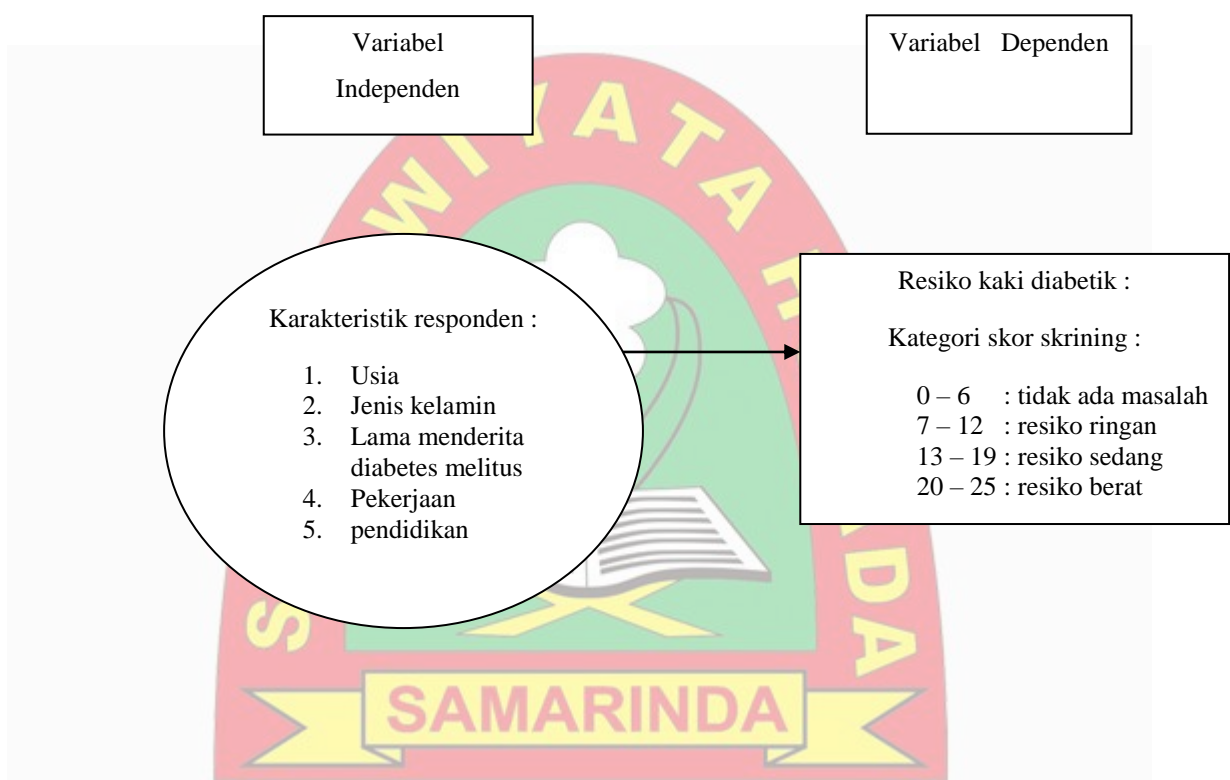 Variabel
Independen
Variabel Dependen
Karakteristik responden :
1. Usia
2. Jenis kelamin
3. Lama menderita
diabetes melitus
4. Pekerjaan
5. pendidikan
Resiko kaki diabetik :
Kategori skor skrining :
0 – 6 : tidak ada masalah
7 – 12 : resiko ringan
13 – 19 : resiko sedang
20 – 25 : resiko berat
WIYATA
SAMARINDA